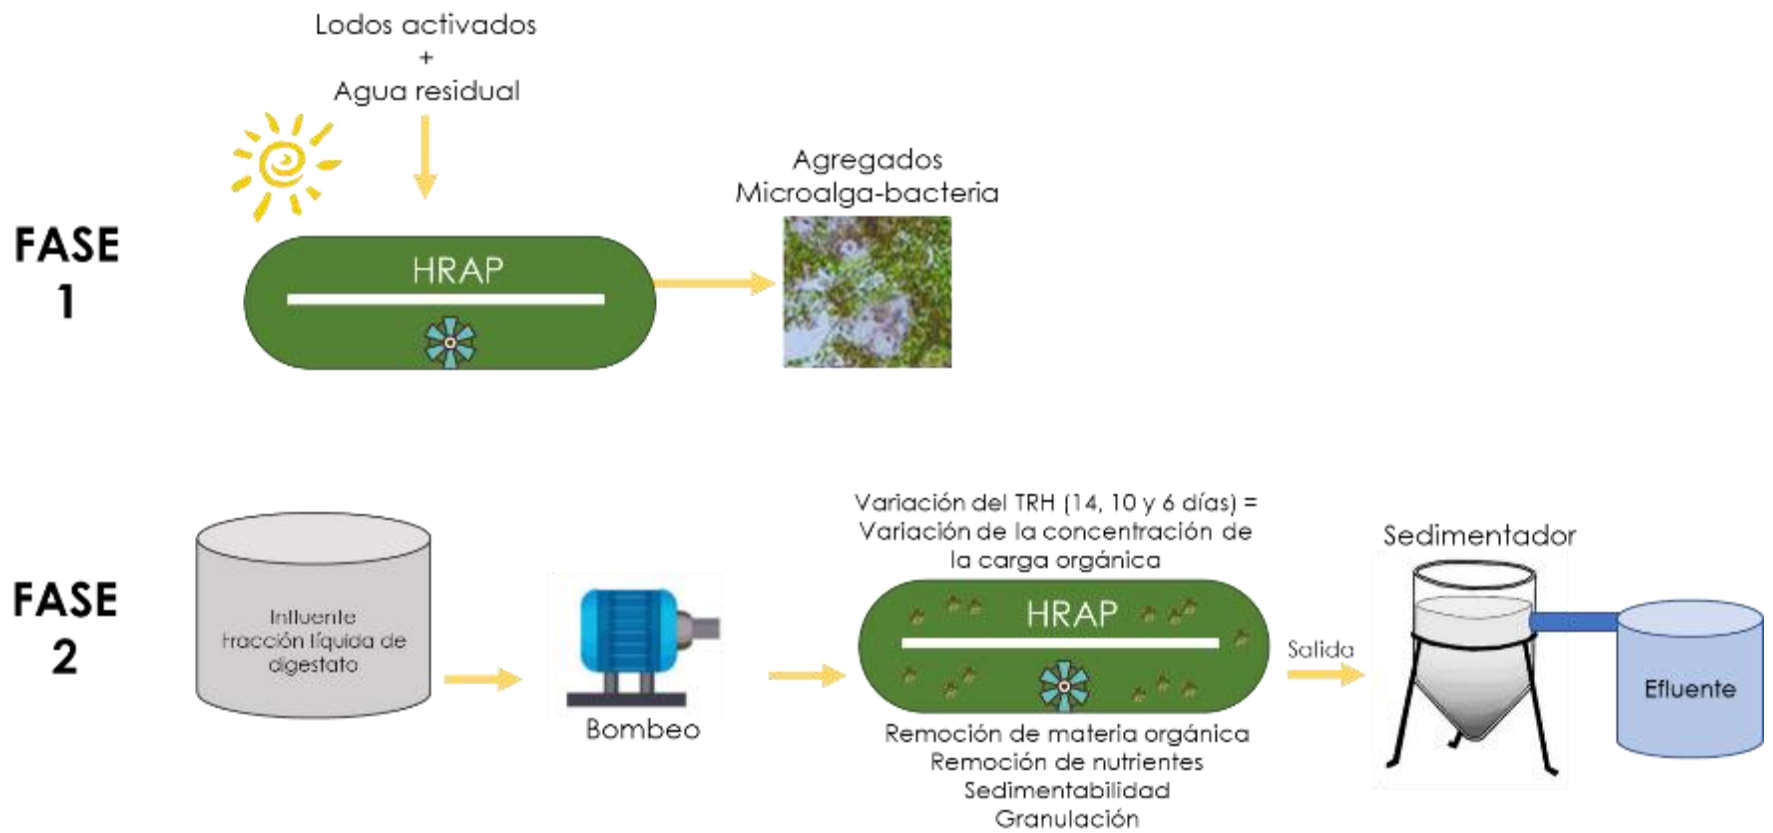 Lodos activados
+
Agua residual
Agregados
Microalga-bacteria
FASE
1
HRAP
Variación del TRH (14, 10 y 6 días) =
Variación de la concentración de
la carga orgánica
Sedimentador
FASE
2
Influente
Fracción líquida de
digestato
Bombeo
HRAP
Salida
Efluente
Remoción de materia orgánica
Remoción de nutrientes
Sedimentabilidad
Granulación